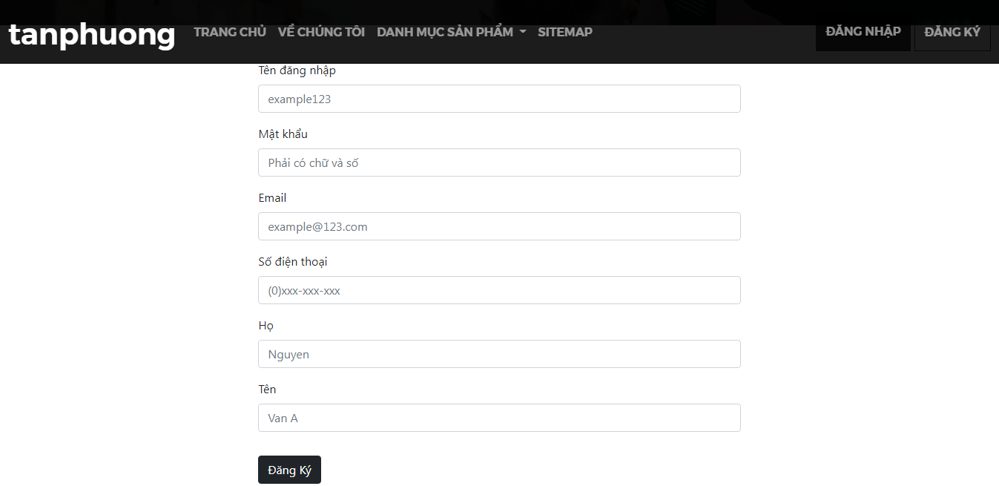 tanphuong
TRANG CHỦ VỀ CHÚNG TÔI DANH MỤC SẢN PHẨM SITEMAP
ĐĂNG NHẬP ĐĂNG KÝ
Tên đăng nhập
example123
Mật khẩu
Phải có chữ và số
Email
example@123.com
Số điện thoại
(0)xxx-xxx-xxx
Họ
Nguyen
Tên
Van A
Đăng Ký